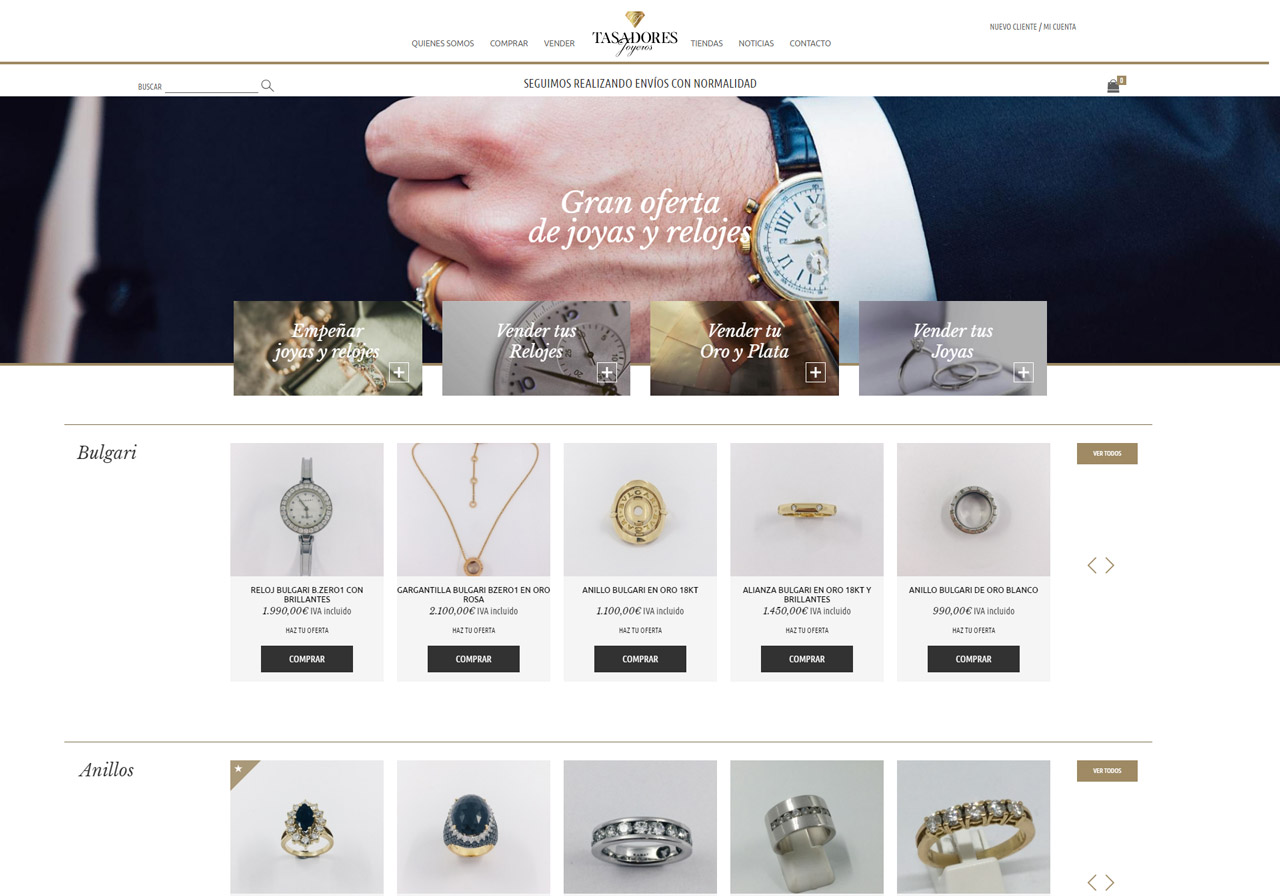 QUIENES SOMOS COMPRAR VENDER TASADORES Joyeros TIENDAS NOTICIAS CONTACTO
NUEVO CLIENTE / MI CUENTA
BUSCAR
SEGUIMOS REALIZANDO ENVÍOS CON NORMALIDAD
0
Gran oferta
de joyas y relojes
Empeñar
joyas y relojes
Vender tus
Relojes
Vender tu
Oro y Plata
Vender tus
Joyas
Bulgari
VER TODOS
RELOJ BULGARI B.ZERO1 CON
BRILLANTES
1.990,00€ IVA incluido
HAZ TU OFERTA
COMPRAR
GARGANTILLA BULGARI BZERO1 EN ORO
ROSA
2.100,00€ IVA incluido
HAZ TU OFERTA
COMPRAR
ANILLO BULGARI EN ORO 18KT
1.100,00€ IVA incluido
HAZ TU OFERTA
COMPRAR
ALIANZA BULGARI EN ORO 18KT Y
BRILLANTES
1.450,00€ IVA incluido
HAZ TU OFERTA
COMPRAR
ANILLO BULGARI DE ORO BLANCO
990,00€ IVA incluido
HAZ TU OFERTA
COMPRAR
Anillos
VER TODOS